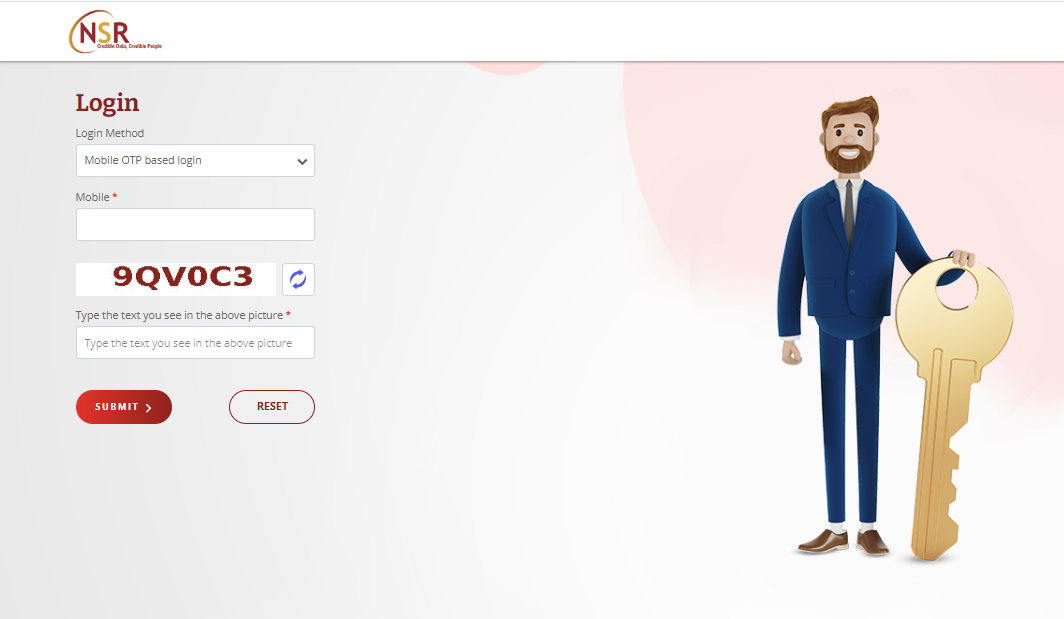 NSR
Credible Data, Credible People
Login
Login Method
Mobile OTP based login
Mobile *
9QV0C3
Type the text you see in the above picture *
Type the text you see in the above picture
SUBMIT
RESET